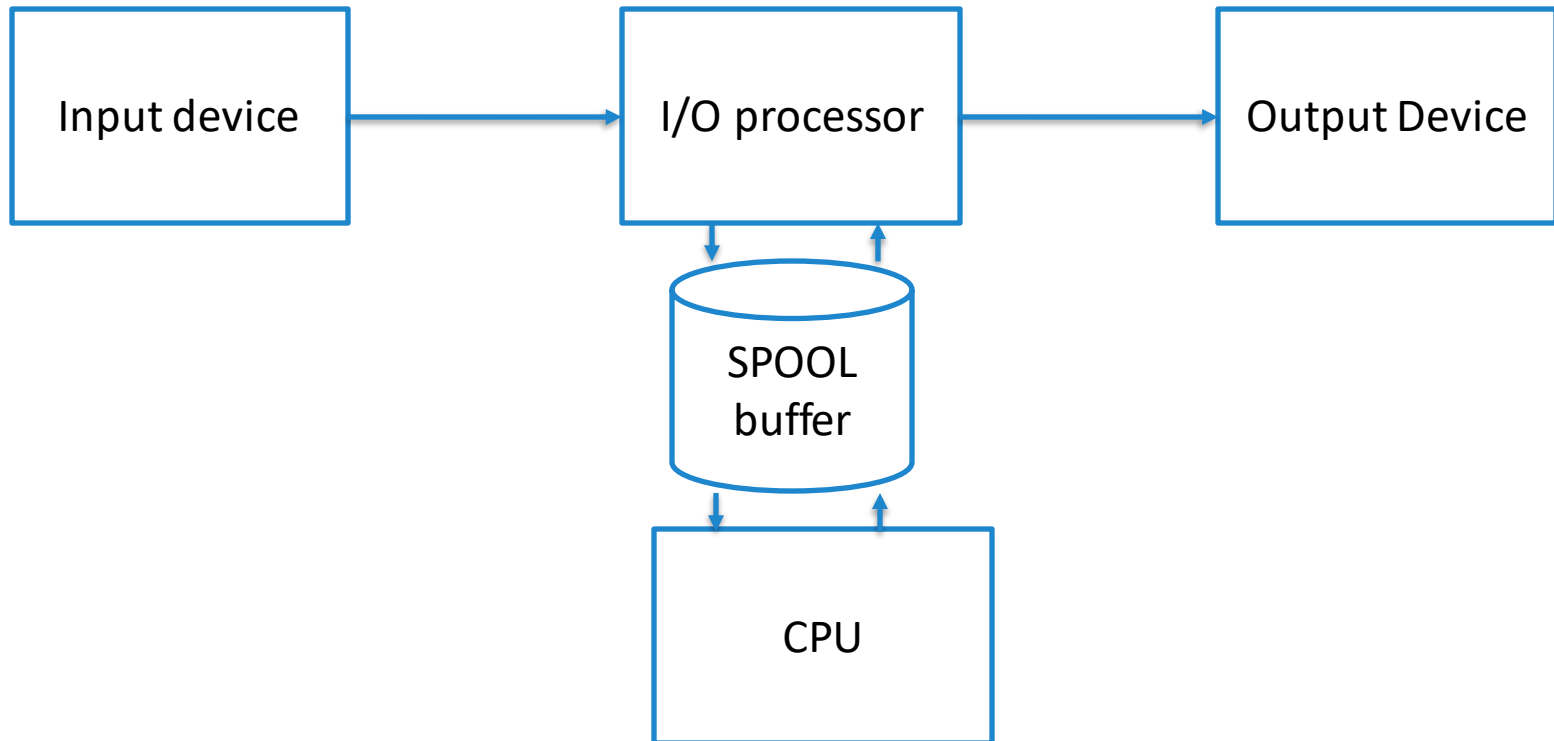 Input device
I/O processor
Output Device
SPOOL
buffer
CPU